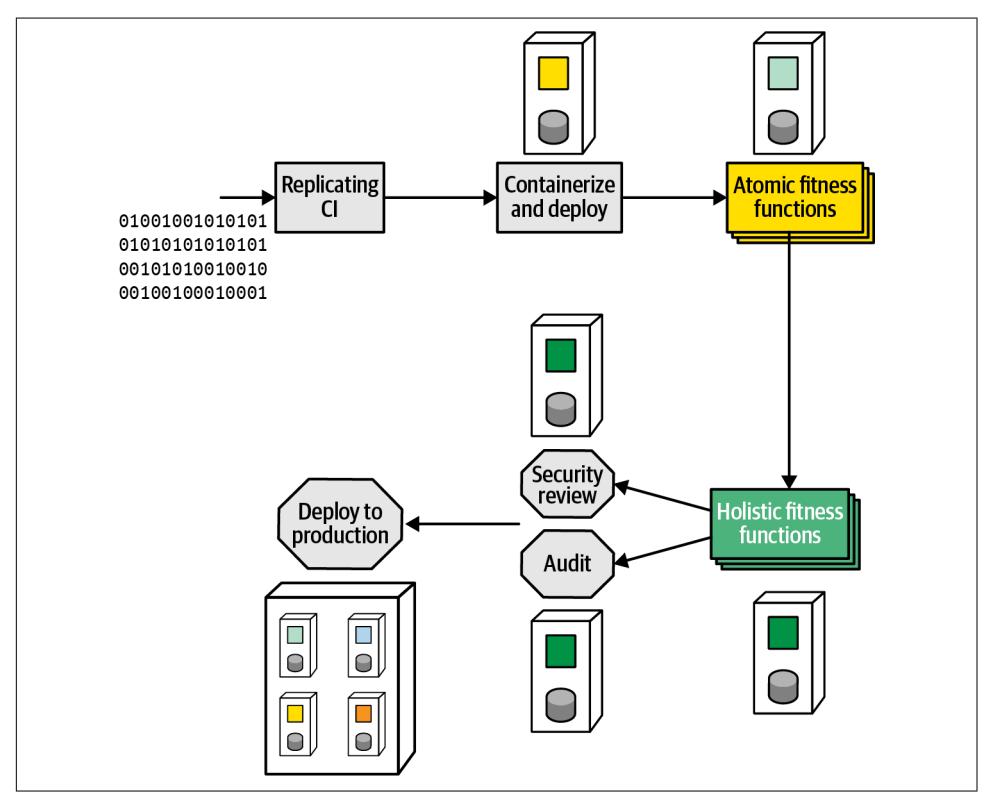 Replicating
CI
Containerize
and deploy
Atomic fitness
functions
01001001010101
01010101010101
00101010010010
00100100010001
Security
review
Holistic fitness
functions
Deploy to
production
Audit